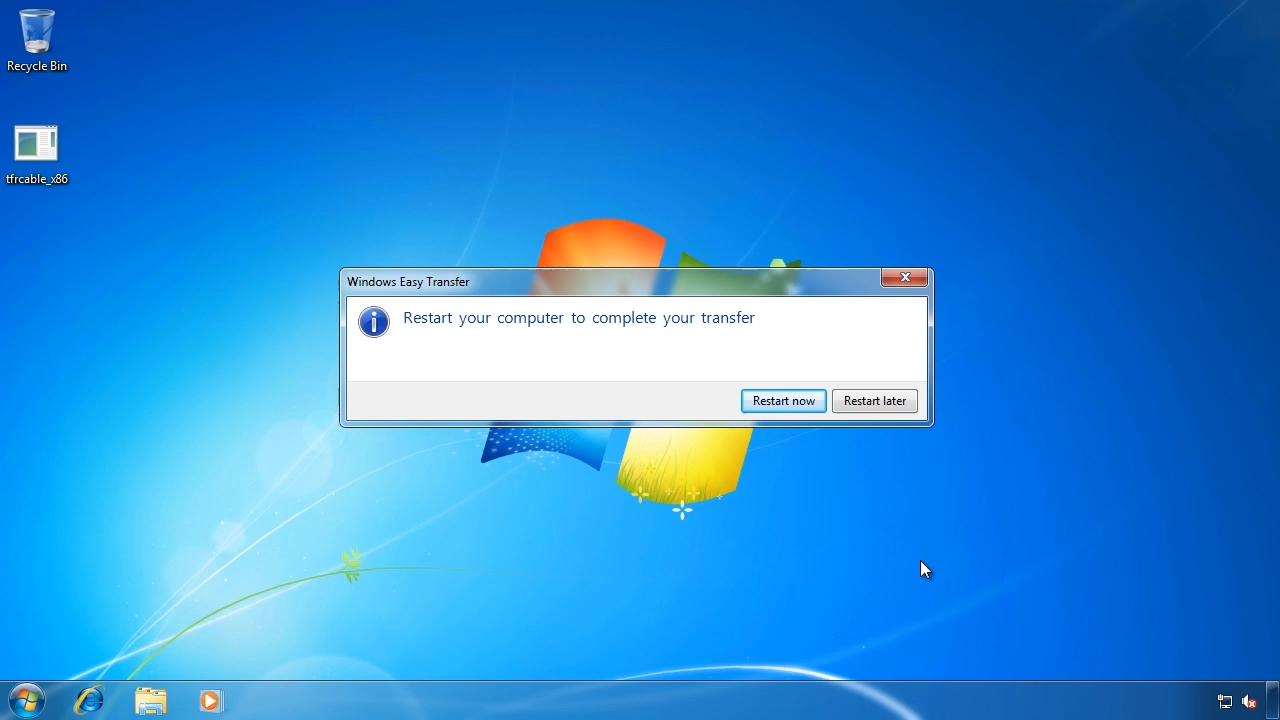 Recycle Bin
tfrcable_x86
Windows Easy Transfer
Restart your computer to complete your transfer
Restart now
Restart later